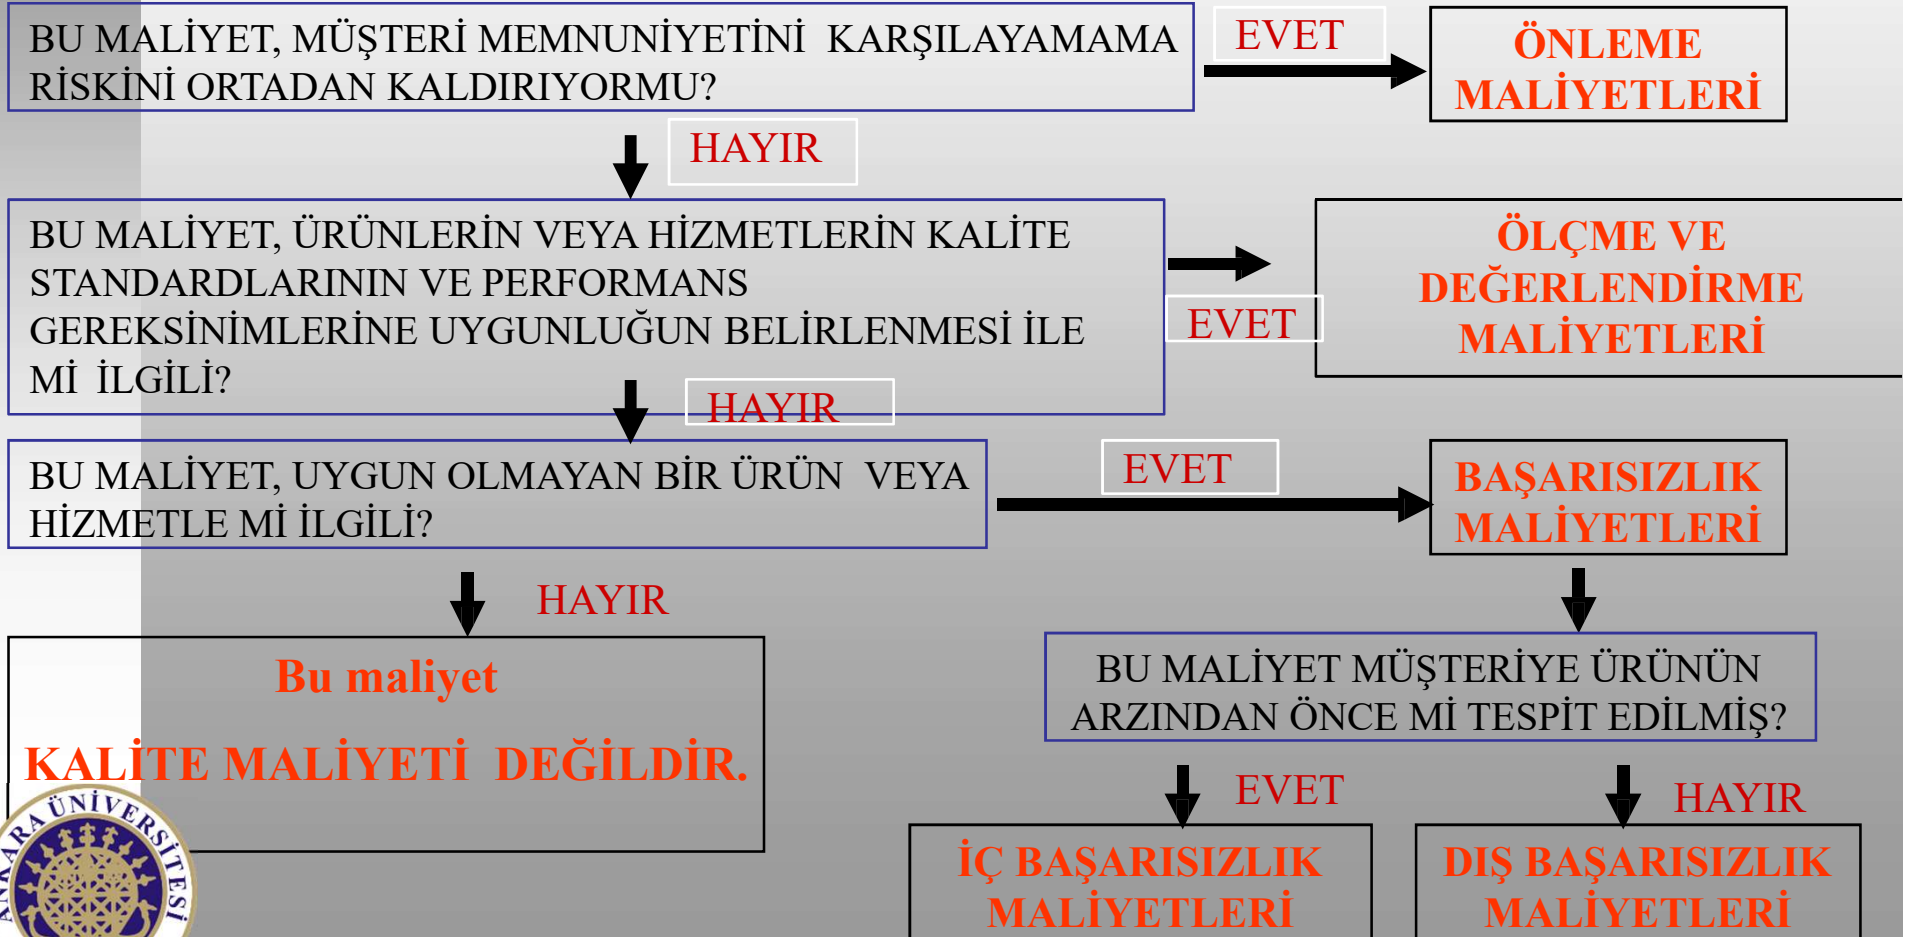 BU MALİYET, MÜŞTERİ MEMNUNİYETİNİ KARŞILAYAMAMA
RİSKİNİ ORTADAN KALDIRIYORMU?
EVET
ÖNLEME
MALİYETLERİ
HAYIR
BU MALİYET, ÜRÜNLERİN VEYA HİZMETLERİN KALİTE
STANDARDLARININ VE PERFORMANS
GEREKSİNİMLERİNE UYGUNLUĞUN BELİRLENMESİ İLE
Mİ İLGİLİ?
EVET
ÖLÇME VE
DEĞERLENDİRME
MALİYETLERİ
HAYIR
BU MALİYET, UYGUN OLMAYAN BİR ÜRÜN VEYA
HİZMETLE Mİ İLGİLİ?
EVET
BAŞARISIZLIK
MALİYETLERİ
HAYIR
Bu maliyet
KALİTE MALİYETİ DEĞİLDİR.
BU MALİYET MÜŞTERİYE ÜRÜNÜN
ARZINDAN ÖNCE Mİ TESPİT EDİLMİŞ?
EVET
HAYIR
İÇ BAŞARISIZLIK
MALİYETLERİ
DIŞ BAŞARISIZLIK
MALİYETLERİ
ANKARA ÜNİVERSİTESİ